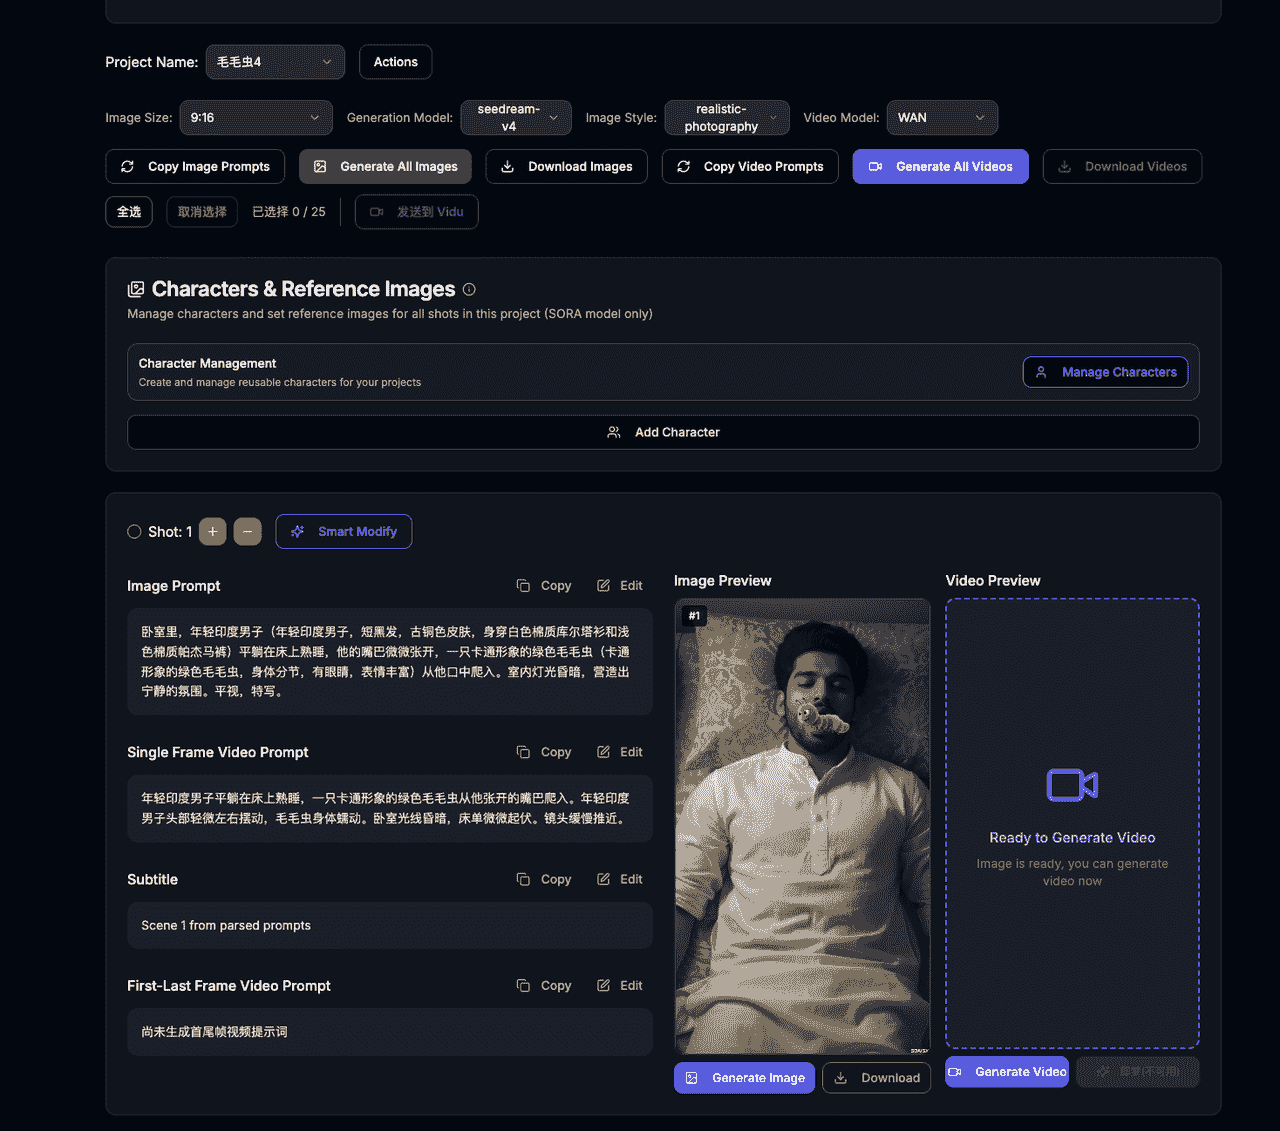 Project Name: 毛毛虫4 Actions
Image Size: 9:16 Generation Model: seedream-v4 Image Style: realistic-photography Video Model: WAN
Copy Image Prompts Generate All Images Download Images Copy Video Prompts Generate All Videos Download Videos
全选 取消选择 已选择 0 / 25 发送到 Vidu
Characters & Reference Images
Manage characters and set reference images for all shots in this project (SORA model only)
Character Management
Create and manage reusable characters for your projects
Manage Characters
Add Character
Shot: 1 + − Smart Modify
Image Prompt Copy Edit
卧室里，年轻印度男子（年轻印度男子，短黑发，古铜色皮肤，身穿白色棉质库尔塔衫和浅
色棉质帕杰马裤）平躺在床上熟睡，他的嘴巴微微张开，一只卡通形象的绿色毛毛虫（卡通
形象的绿色毛毛虫，身体分节，有眼睛，表情丰富）从他口中爬入。室内灯光昏暗，营造出
宁静的氛围。平视，特写。
Single Frame Video Prompt Copy Edit
年轻印度男子平躺在床上熟睡，一只卡通形象的绿色毛毛虫从他张开的嘴巴爬入。年轻印度
男子头部轻微左右摆动，毛毛虫身体蠕动。卧室光线昏暗，床单微微起伏。镜头缓慢推近。
Subtitle Copy Edit
Scene 1 from parsed prompts
First-Last Frame Video Prompt Copy Edit
尚未生成首尾帧视频提示词
Image Preview
#1
Generate Image Download
Video Preview
Ready to Generate Video
Image is ready, you can generate
video now
Generate Video 即梦(不可用)